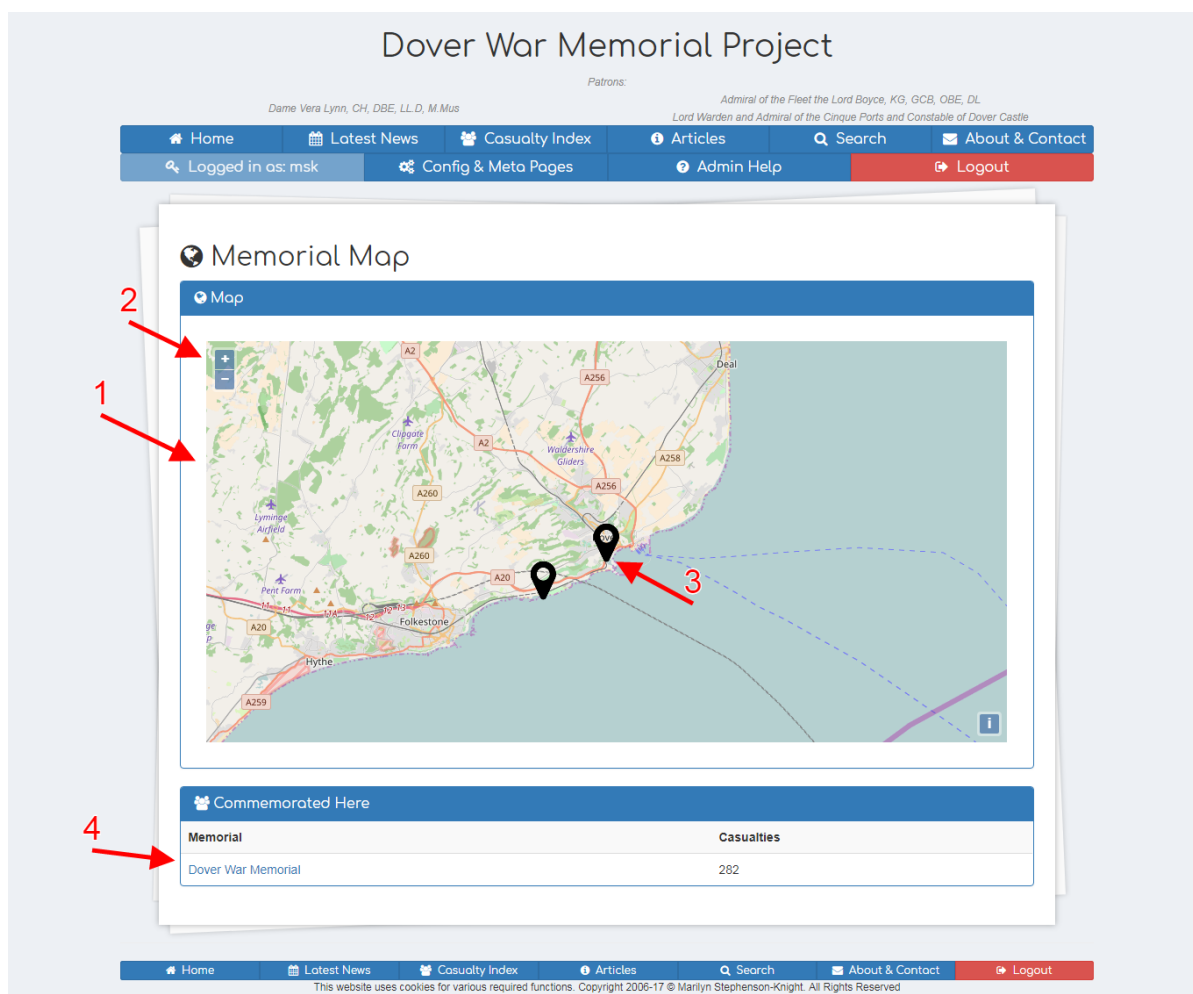 Dover War Memorial Project
Patrons:
Dame Vera Lynn, CH, DBE, LL.D, M.Mus
Admiral of the Fleet the Lord Boyce, KG, GCB, OBE, DL
Lord Warden and Admiral of the Cinque Ports and Constable of Dover Castle
Home Latest News Casualty Index Articles Search About & Contact
Logged in as: msk Config & Meta Pages Admin Help Logout
Memorial Map
2
Map
+
-
A2
Deal
A256
1
Clipgate
Farm
A2
Waldershire
Gliders
A258
A260
A256
Lyminge
Airfield
A260
A20
3
Pent Farm
11 11 11A 12 12 13
A20
Folkestone
Hythe
A259
i
Commemorated Here
4
Memorial Casualties
Dover War Memorial 282
Home Latest News Casualty Index Articles Search About & Contact Logout
This website uses cookies for various required functions. Copyright 2006-17 © Marilyn Stephenson-Knight. All Rights Reserved